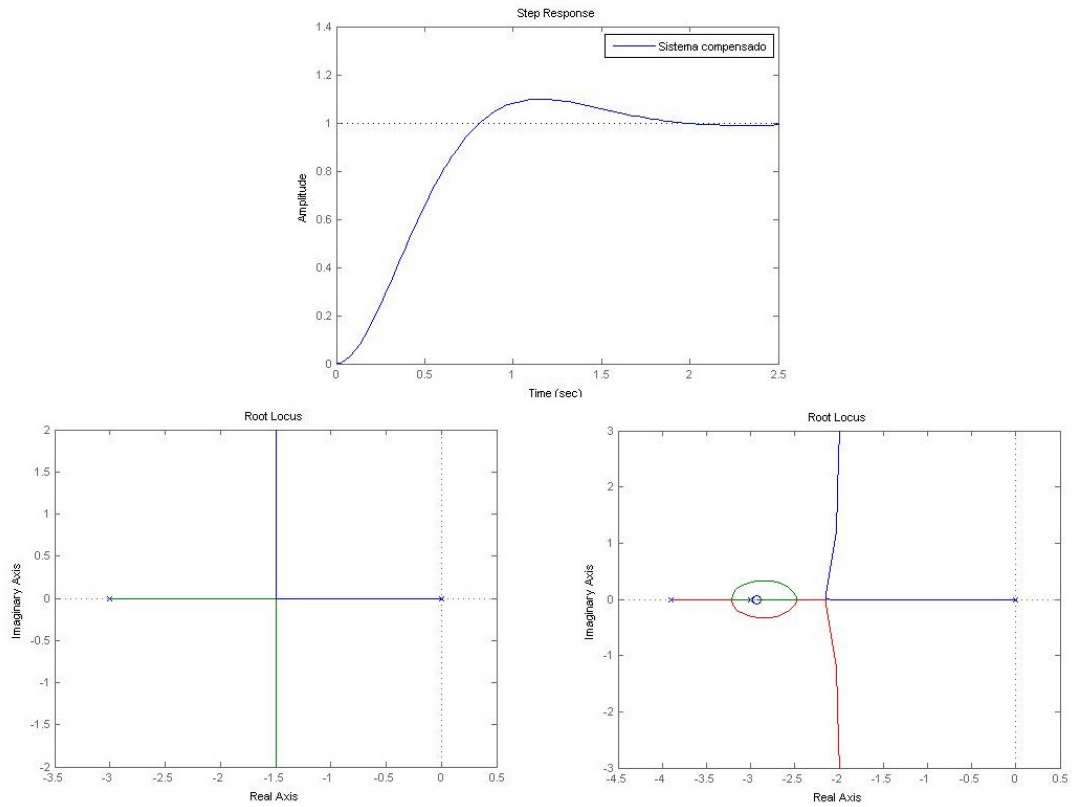 Step Response
1.4
Sistema compensado
1.2
1
0.8
0.6
0.4
0.2
0
Amplitude
0 0.5 1 1.5 2 2.5
Time (sec)
Root Locus
2
1.5
1
0.5
0
-0.5
-1
-1.5
-2
Imaginary Axis
-3.5 -3 -2.5 -2 -1.5 -1 -0.5 0 0.5
Real Axis
Root Locus
3
2
1
0
-1
-2
-3
Imaginary Axis
-4.5 -4 -3.5 -3 -2.5 -2 -1.5 -1 -0.5 0 0.5
Real Axis